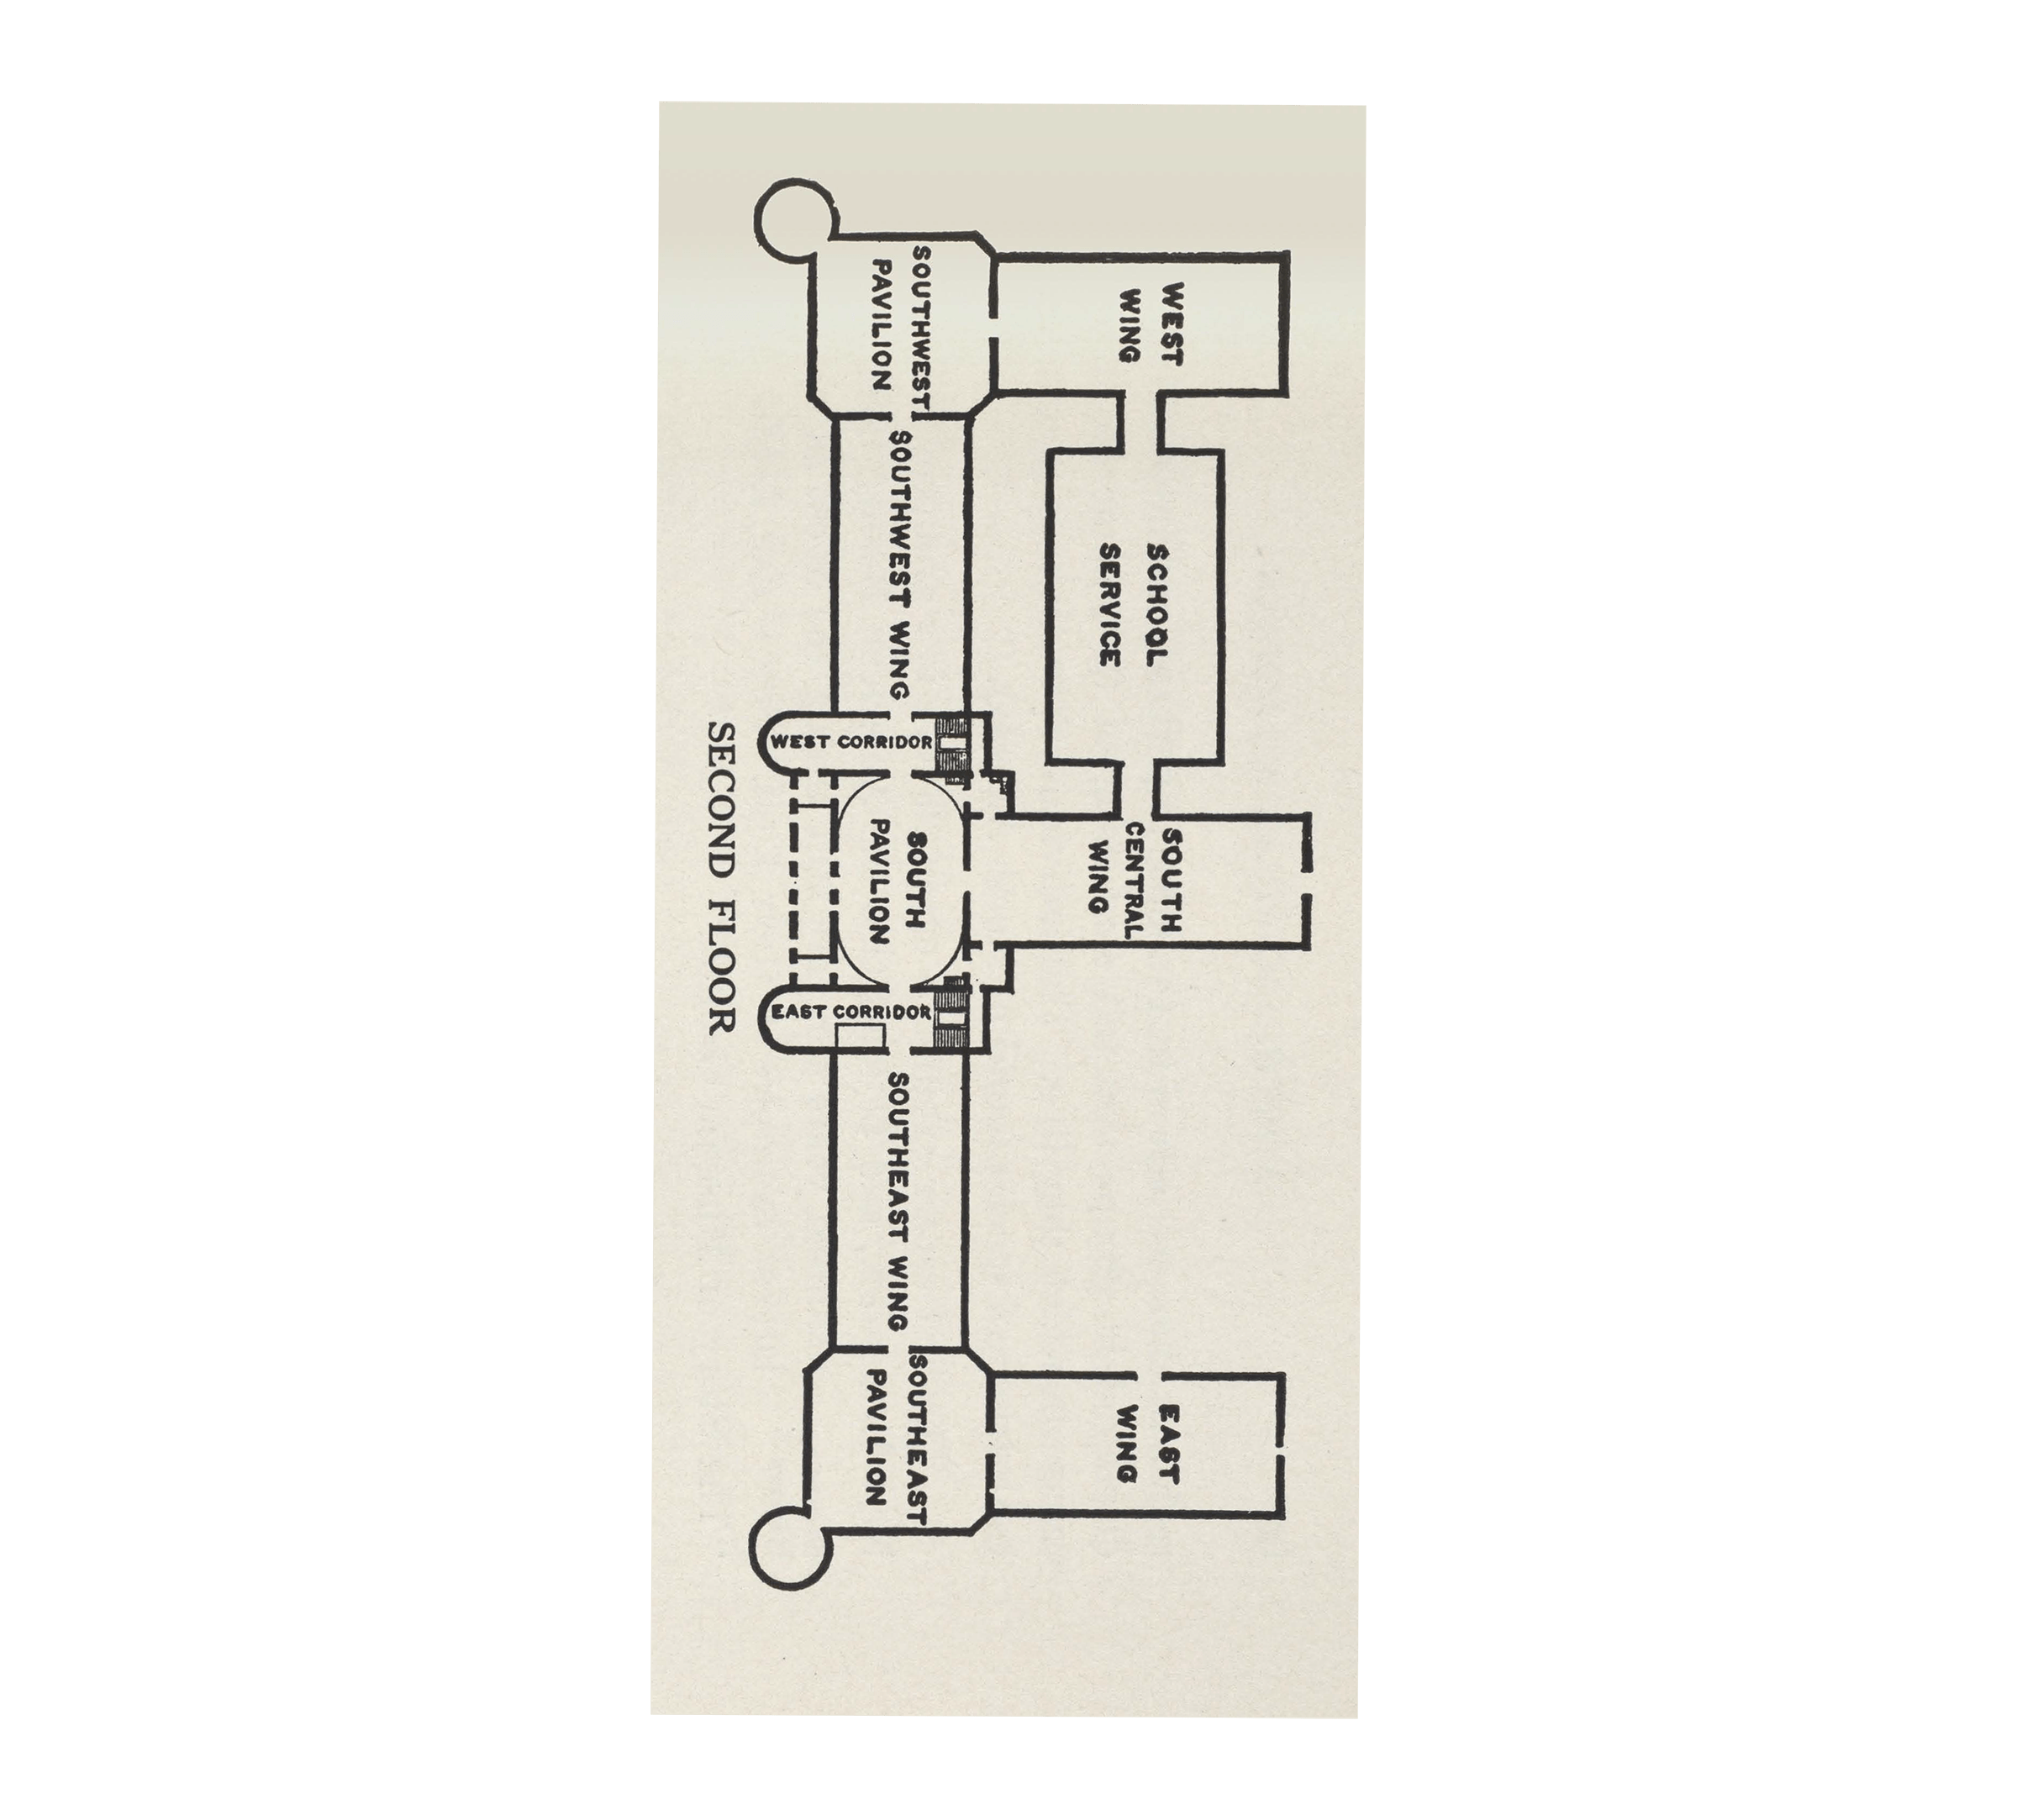 WEST
WING
SCHOOL
SERVICE
SOUTH
CENTRAL
WING
EAST
WING
SOUTHWEST
PAVILION
SOUTHWEST WING
WEST CORRIDOR
SOUTH
PAVILION
EAST CORRIDOR
SOUTHEAST WING
SOUTHEAST
PAVILION
SECOND FLOOR